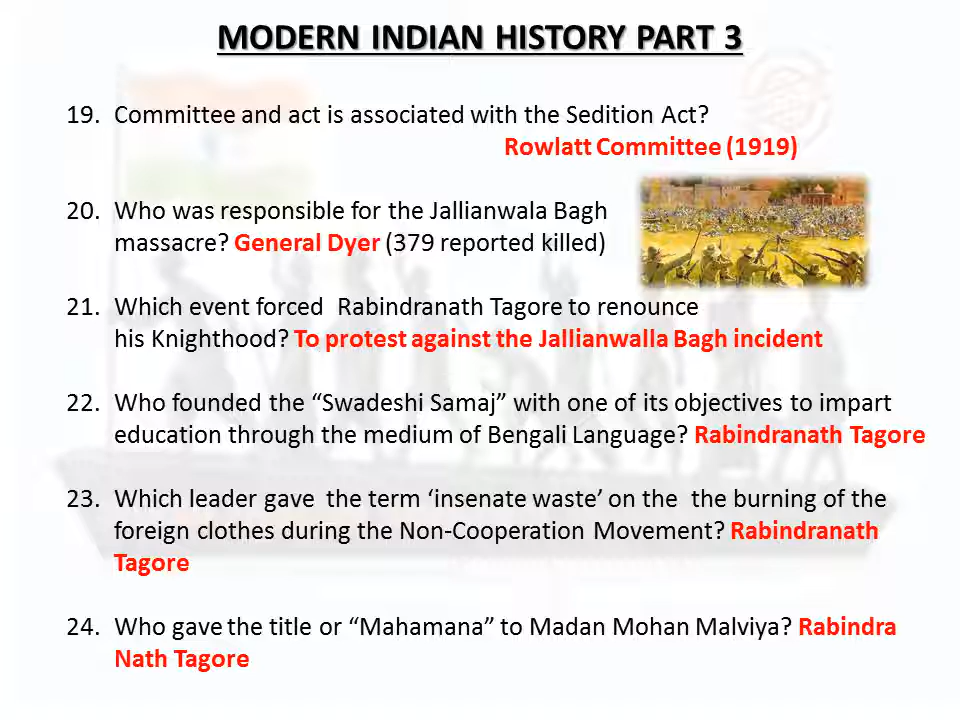 MODERN INDIAN HISTORY PART 3
19. Committee and act is associated with the Sedition Act?
Rowlatt Committee (1919)
20. Who was responsible for the Jallianwala Bagh
massacre? General Dyer (379 reported killed)
21. Which event forced Rabindranath Tagore to renounce
his Knighthood? To protest against the Jallianwalla Bagh incident
22. Who founded the “Swadeshi Samaj” with one of its objectives to impart
education through the medium of Bengali Language? Rabindranath Tagore
23. Which leader gave the term ‘insenate waste’ on the the burning of the
foreign clothes during the Non-Cooperation Movement? Rabindranath
Tagore
24. Who gave the title or “Mahamana” to Madan Mohan Malviya? Rabindra
Nath Tagore